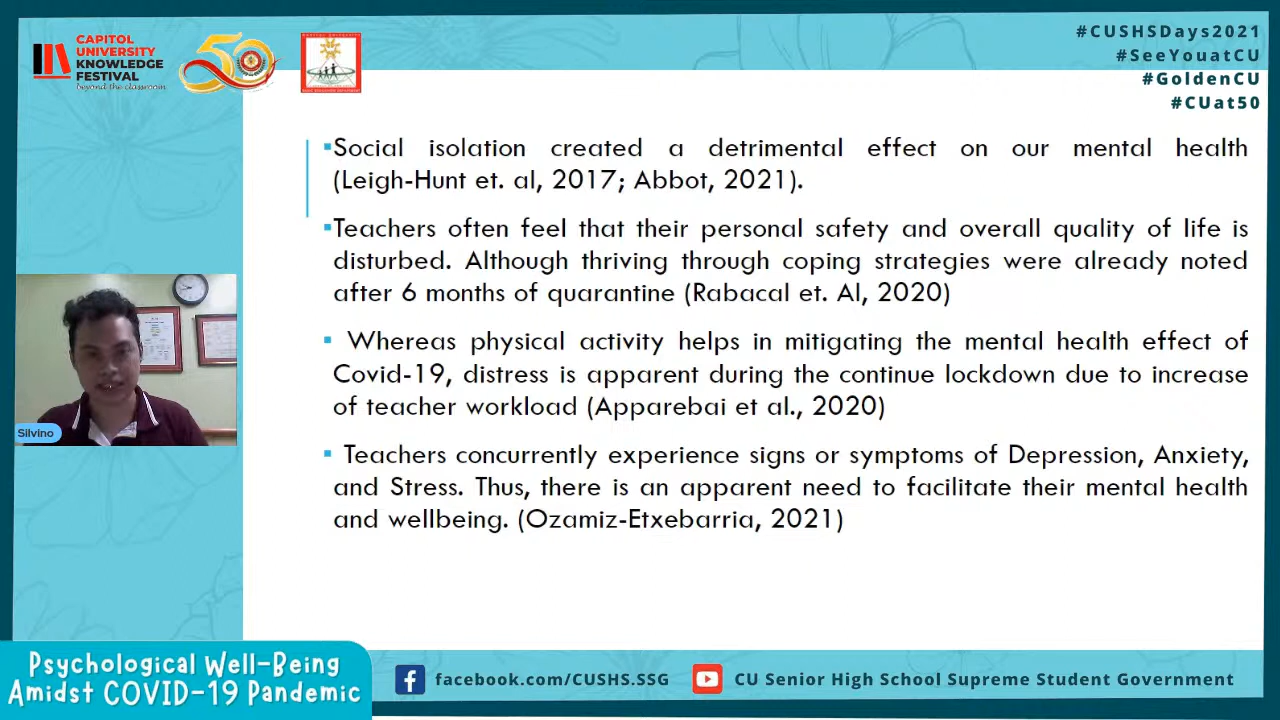 CAPITOL
UNIVERSITY
KNOWLEDGE
FESTIVAL
beyond the classroom
50
#CUSHSDays2021
#SeeYouatCU
#GoldenCU
#CUat50
▪Social isolation created a detrimental effect on our mental health
(Leigh-Hunt et. al, 2017; Abbot, 2021).
▪Teachers often feel that their personal safety and overall quality of life is
disturbed. Although thriving through coping strategies were already noted
after 6 months of quarantine (Rabacal et. Al, 2020)
▪ Whereas physical activity helps in mitigating the mental health effect of
Covid-19, distress is apparent during the continue lockdown due to increase
of teacher workload (Apparebai et al., 2020)
▪ Teachers concurrently experience signs or symptoms of Depression, Anxiety,
and Stress. Thus, there is an apparent need to facilitate their mental health
and wellbeing. (Ozamiz-Etxebarria, 2021)
Silvino
Psychological Well-Being
Amidst COVID-19 Pandemic
facebook.com/CUSHS.SSG
CU Senior High School Supreme Student Government